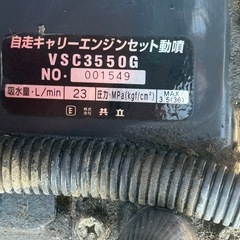 自走キャリーエンジンセット動噴
VSC3550G
NO. 001549
吸水量・L/min 23 圧力・MPa(kgf/cm²) MAX 3.5(36)
Ⓔ 共立